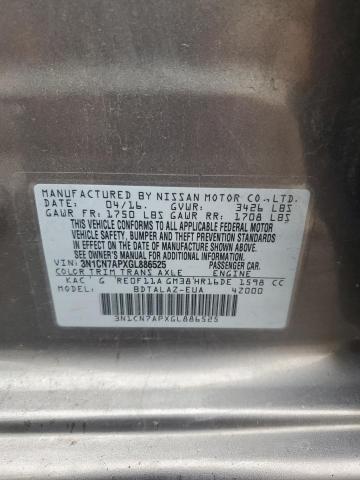 MANUFACTURED BY NISSAN MOTOR CO.,LTD.
DATE: 04/16. GVWR: 3426 LBS
GAWR FR: 1750 LBS GAWR RR: 1708 LBS
THIS VEHICLE CONFORMS TO ALL APPLICABLE FEDERAL MOTOR
VEHICLE SAFETY, BUMPER AND THEFT PREVENTION STANDARDS
IN EFFECT ON THE DATE OF MANUFACTURE SHOWN ABOVE.
SEE OWN.MANUAL FOR ADDITIONAL INFORMATION.
3N1CN7APXGL886525 PASSENGER CAR
COLOR TRIM TRANS AXLE ENGINE
KAC G RE0F11A GM38 HR16DE 1598 CC
BDTALAZ-EUA 42000
3N1CN7APXGL886525